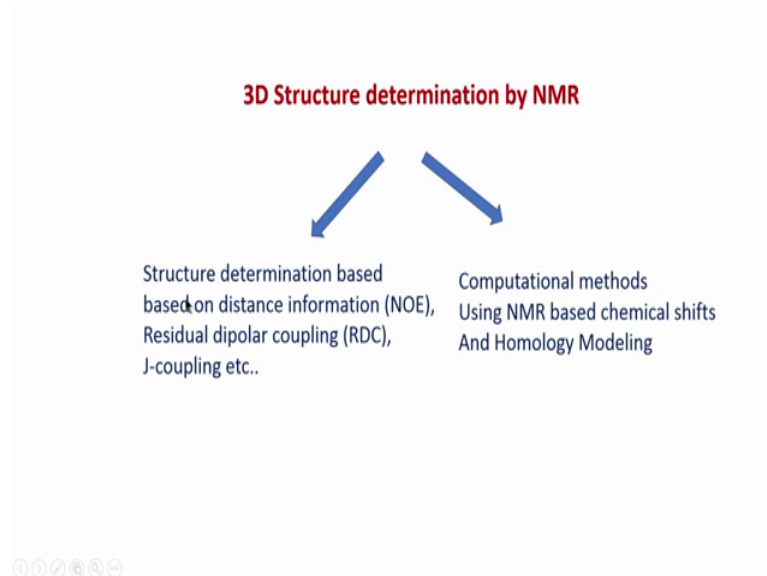 3D Structure determination by NMR
Structure determination based
based on distance information (NOE),
Residual dipolar coupling (RDC),
J-coupling etc..
Computational methods
Using NMR based chemical shifts
And Homology Modeling